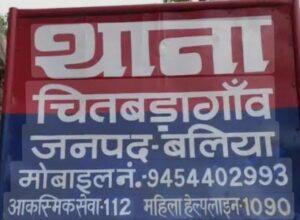 थाना
चितबड़ागाँव
जनपद-बलिया
मोबाइल नं.-9454402993
आकस्मिक सेवा-112 महिला हेल्पलाइन-1090